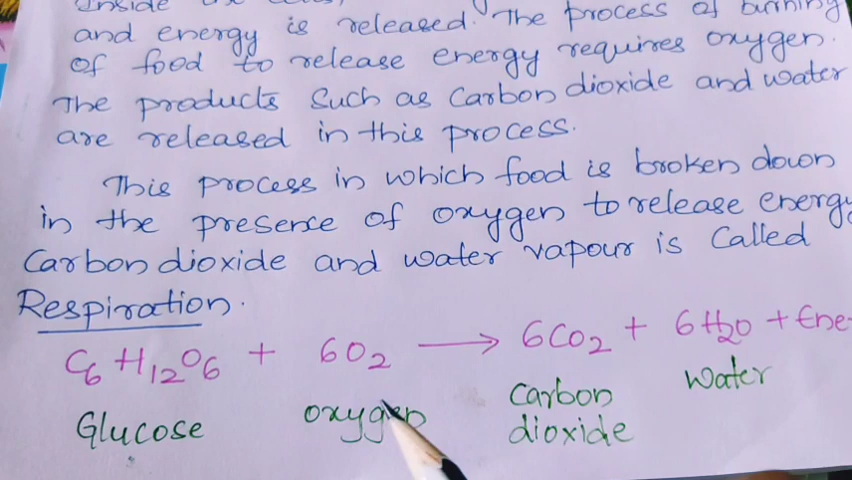 Inside the
and energy is released. The process of burning
of food to release energy requires oxygen.
The products such as carbon dioxide and water
are released in this process.
This process in which food is broken down
in the presence of oxygen to release energy
Carbon dioxide and water vapour is called
Respiration.
C6H12O6 + 6O2 → 6CO2 + 6H2O + Ene
Glucose oxygen Carbon dioxide Water